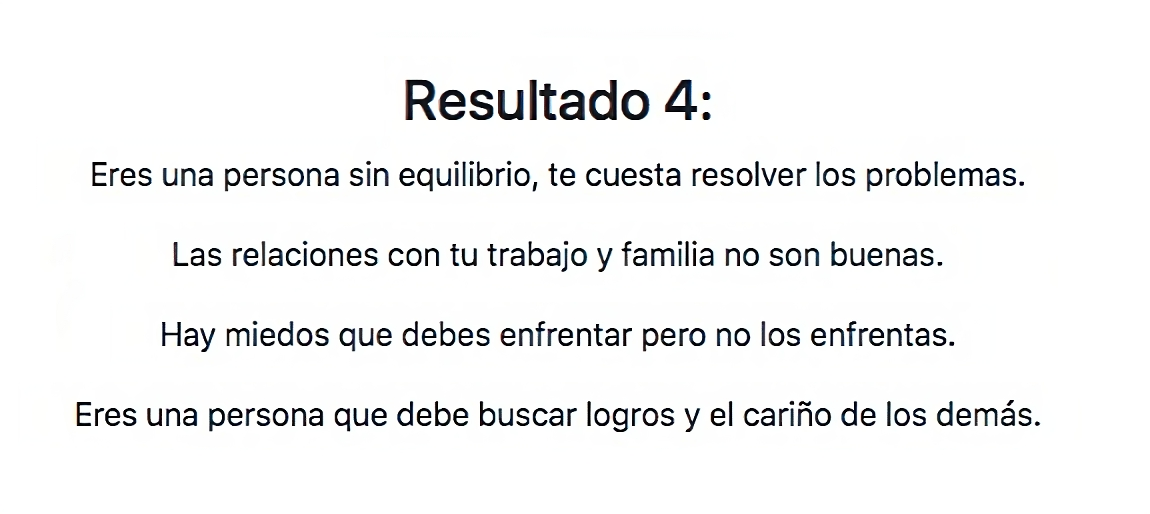 Resultado 4:
Eres una persona sin equilibrio, te cuesta resolver los problemas.
Las relaciones con tu trabajo y familia no son buenas.
Hay miedos que debes enfrentar pero no los enfrentas.
Eres una persona que debe buscar logros y el cariño de los demás.